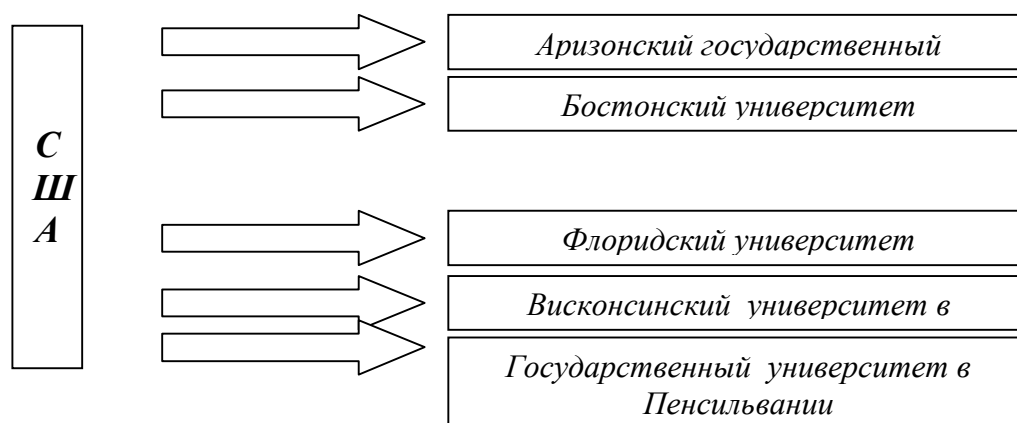 С
Ш
А
Аризонский государственный
Бостонский университет
Флоридский университет
Висконсинский университет в
Государственный университет в
Пенсильвании